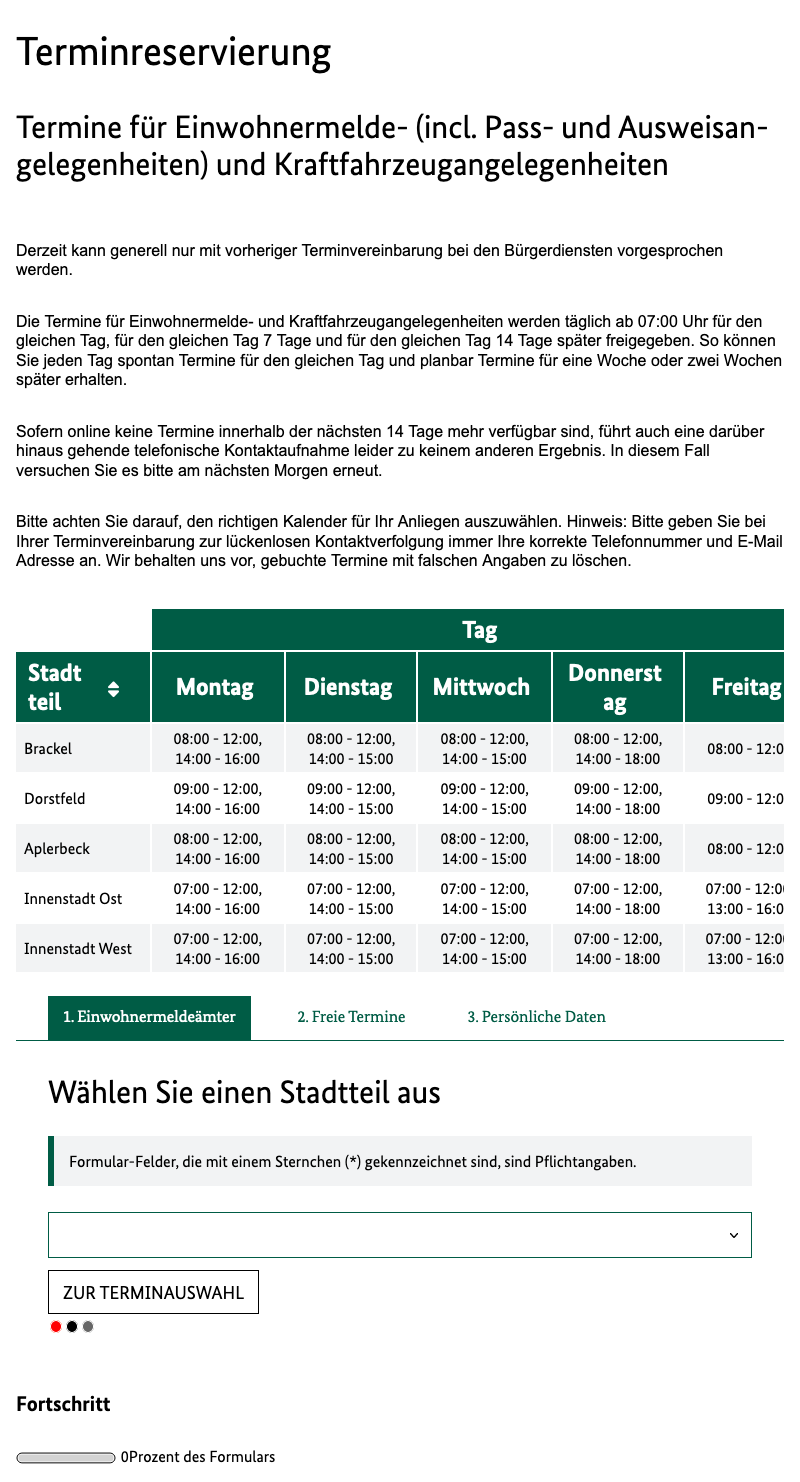 Terminreservierung
Termine für Einwohnermelde- (incl. Pass- und Ausweisan-
gelegenheiten) und Kraftfahrzeugangelegenheiten
Derzeit kann generell nur mit vorheriger Terminvereinbarung bei den Bürgerdiensten vorgesprochen
werden.
Die Termine für Einwohnermelde- und Kraftfahrzeugangelegenheiten werden täglich ab 07:00 Uhr für den
gleichen Tag, für den gleichen Tag 7 Tage und für den gleichen Tag 14 Tage später freigegeben. So können
Sie jeden Tag spontan Termine für den gleichen Tag und planbar Termine für eine Woche oder zwei Wochen
später erhalten.
Sofern online keine Termine innerhalb der nächsten 14 Tage mehr verfügbar sind, führt auch eine darüber
hinaus gehende telefonische Kontaktaufnahme leider zu keinem anderen Ergebnis. In diesem Fall
versuchen Sie es bitte am nächsten Morgen erneut.
Bitte achten Sie darauf, den richtigen Kalender für Ihr Anliegen auszuwählen. Hinweis: Bitte geben Sie bei
Ihrer Terminvereinbarung zur lückenlosen Kontaktverfolgung immer Ihre korrekte Telefonnummer und E-Mail
Adresse an. Wir behalten uns vor, gebuchte Termine mit falschen Angaben zu löschen.
Tag
Stadt
teil
Montag
Dienstag
Mittwoch
Donnerst
ag
Freitag
Brackel
08:00 - 12:00,
14:00 - 16:00
08:00 - 12:00,
14:00 - 15:00
08:00 - 12:00,
14:00 - 15:00
08:00 - 12:00,
14:00 - 18:00
08:00 - 12:0
Dorstfeld
09:00 - 12:00,
14:00 - 16:00
09:00 - 12:00,
14:00 - 15:00
09:00 - 12:00,
14:00 - 15:00
09:00 - 12:00,
14:00 - 18:00
09:00 - 12:0
Aplerbeck
08:00 - 12:00,
14:00 - 16:00
08:00 - 12:00,
14:00 - 15:00
08:00 - 12:00,
14:00 - 15:00
08:00 - 12:00,
14:00 - 18:00
08:00 - 12:0
Innenstadt Ost
07:00 - 12:00,
14:00 - 16:00
07:00 - 12:00,
14:00 - 15:00
07:00 - 12:00,
14:00 - 15:00
07:00 - 12:00,
14:00 - 18:00
07:00 - 12:00
13:00 - 16:0
Innenstadt West
07:00 - 12:00,
14:00 - 16:00
07:00 - 12:00,
14:00 - 15:00
07:00 - 12:00,
14:00 - 15:00
07:00 - 12:00,
14:00 - 18:00
07:00 - 12:00
13:00 - 16:0
1. Einwohnermeldeämter
2. Freie Termine
3. Persönliche Daten
Wählen Sie einen Stadtteil aus
Formular-Felder, die mit einem Sternchen (*) gekennzeichnet sind, sind Pflichtangaben.
ZUR TERMINAUSWAHL
Fortschritt
0Prozent des Formulars